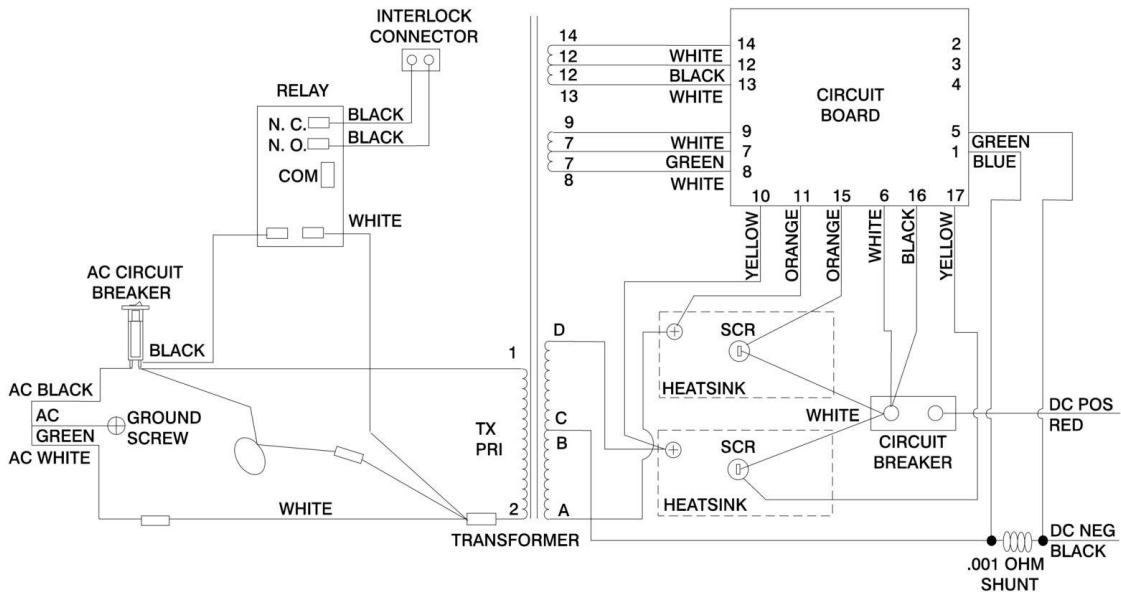 INTERLOCK
CONNECTOR
RELAY
N. C.
BLACK
N. O.
BLACK
COM
WHITE
AC CIRCUIT
BREAKER
BLACK
AC BLACK
AC
GREEN
AC WHITE
GROUND
SCREW
WHITE
1
TX
PRI
2
TRANSFORMER
14
12
12
13
WHITE
BLACK
WHITE
9
7
7
8
WHITE
GREEN
WHITE
14
12
13
9
7
8
CIRCUIT
BOARD
2
3
4
5
1
GREEN
BLUE
10
11
15
6
16
17
YELLOW
ORANGE
ORANGE
WHITE
BLACK
YELLOW
D
C
B
A
SCR
HEATSINK
WHITE
SCR
HEATSINK
CIRCUIT
BREAKER
DC POS
RED
DC NEG
BLACK
.001 OHM
SHUNT